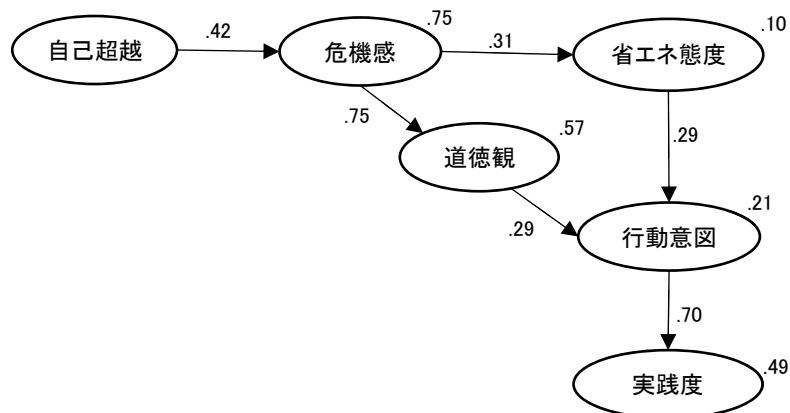 .75
.10
.42
自己超越
危機感
.31
省エネ態度
.75
.57
道徳観
.29
.21
.29
行動意図
.70
.49
実践度